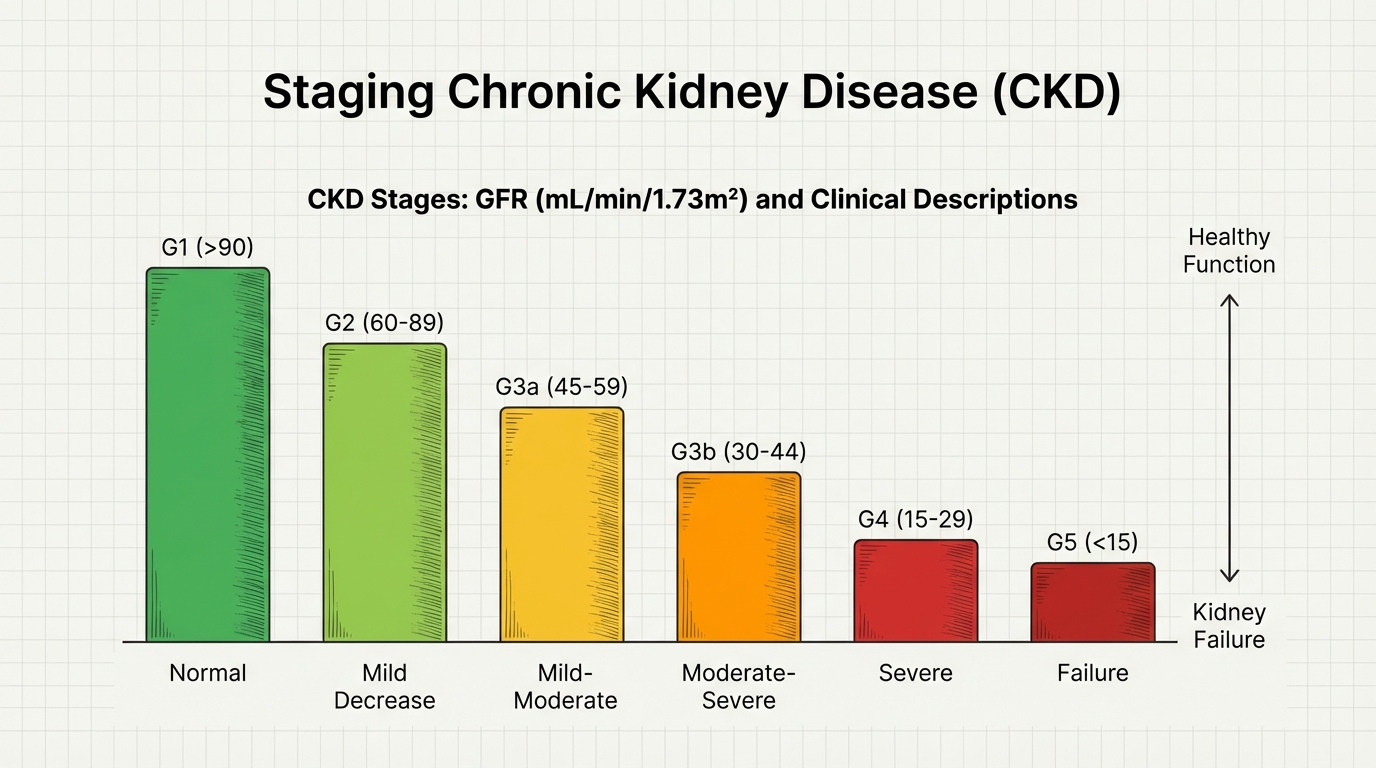 Staging Chronic Kidney Disease (CKD)
CKD Stages: GFR (mL/min/1.73m²) and Clinical Descriptions
Healthy
Function
G1 (>90)
G2 (60-89)
G3a (45-59)
G3b (30-44)
G4 (15-29)
G5 (<15)
Kidney
Failure
Normal
Mild
Decrease
Mild-
Moderate
Moderate-
Severe
Severe
Failure